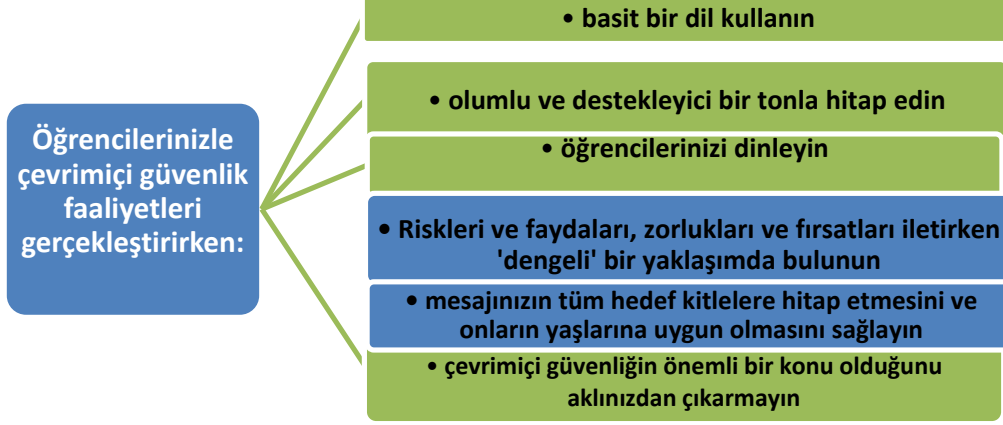 Öğrencilerinizle
çevrimiçi güvenlik
faaliyetleri
gerçekleştirirken:
• basit bir dil kullanın
• olumlu ve destekleyici bir tonla hitap edin
• öğrencilerinizi dinleyin
• Riskleri ve faydaları, zorlukları ve fırsatları iletirken
'dengeli' bir yaklaşımda bulunun
• mesajınızın tüm hedef kitlelere hitap etmesini ve
onların yaşlarına uygun olmasını sağlayın
• çevrimiçi güvenliğin önemli bir konu olduğunu
aklınızdan çıkarmayın